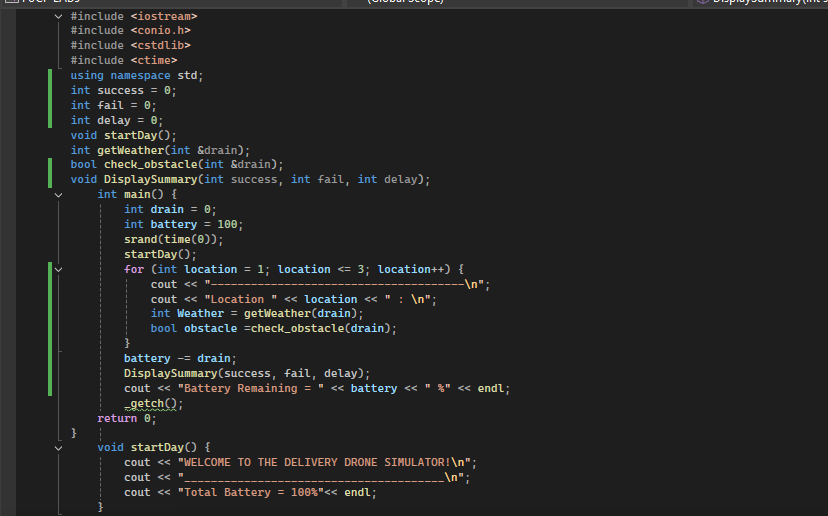 #include <iostream>
#include <conio.h>
#include <cstdlib>
#include <ctime>
using namespace std;
int success = 0;
int fail = 0;
int delay = 0;
void startDay();
int getWeather(int &drain);
bool check_obstacle(int &drain);
void DisplaySummary(int success, int fail, int delay);
int main() {
int drain = 0;
int battery = 100;
srand(time(0));
startDay();
for (int location = 1; location <= 3; location++) {
cout << "--------------------------------------\n";
cout << "Location " << location << " : \n";
int Weather = getWeather(drain);
bool obstacle =check_obstacle(drain);
}
battery -= drain;
DisplaySummary(success, fail, delay);
cout << "Battery Remaining = " << battery << " %" << endl;
_getch();
return 0;
}
void startDay() {
cout << "WELCOME TO THE DELIVERY DRONE SIMULATOR!\n";
cout << "_______________________________________\n";
cout << "Total Battery = 100%"<< endl;
}